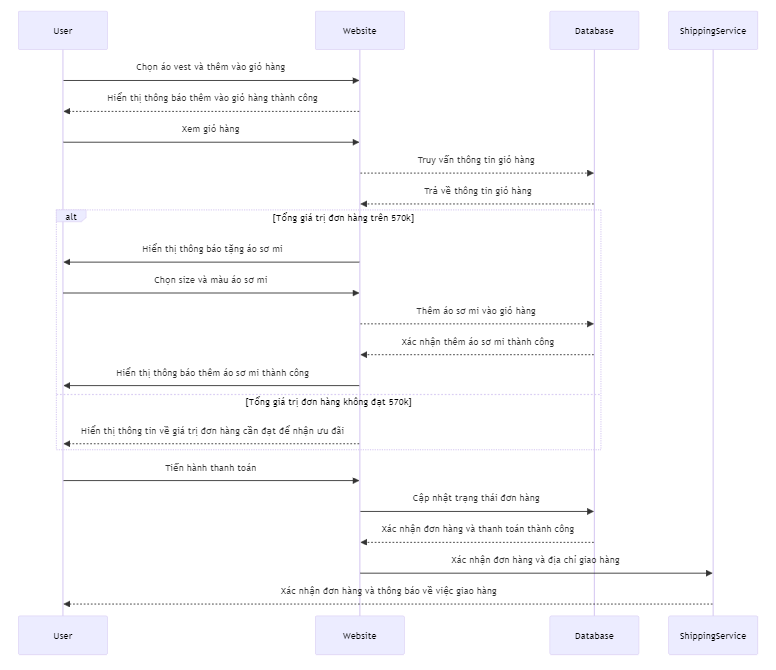 User
Website
Database
ShippingService
Chọn áo vest và thêm vào giỏ hàng
Hiển thị thông báo thêm vào giỏ hàng thành công
Xem giỏ hàng
Truy vấn thông tin giỏ hàng
Trả về thông tin giỏ hàng
alt
[Tổng giá trị đơn hàng trên 570k]
Hiển thị thông báo tặng áo sơ mi
Chọn size và màu áo sơ mi
Thêm áo sơ mi vào giỏ hàng
Xác nhận thêm áo sơ mi thành công
Hiển thị thông báo thêm áo sơ mi thành công
[Tổng giá trị đơn hàng không đạt 570k]
Hiển thị thông tin về giá trị đơn hàng cần đạt để nhận ưu đãi
Tiến hành thanh toán
Cập nhật trạng thái đơn hàng
Xác nhận đơn hàng và thanh toán thành công
Xác nhận đơn hàng và địa chỉ giao hàng
Xác nhận đơn hàng và thông báo về việc giao hàng
User
Website
Database
ShippingService